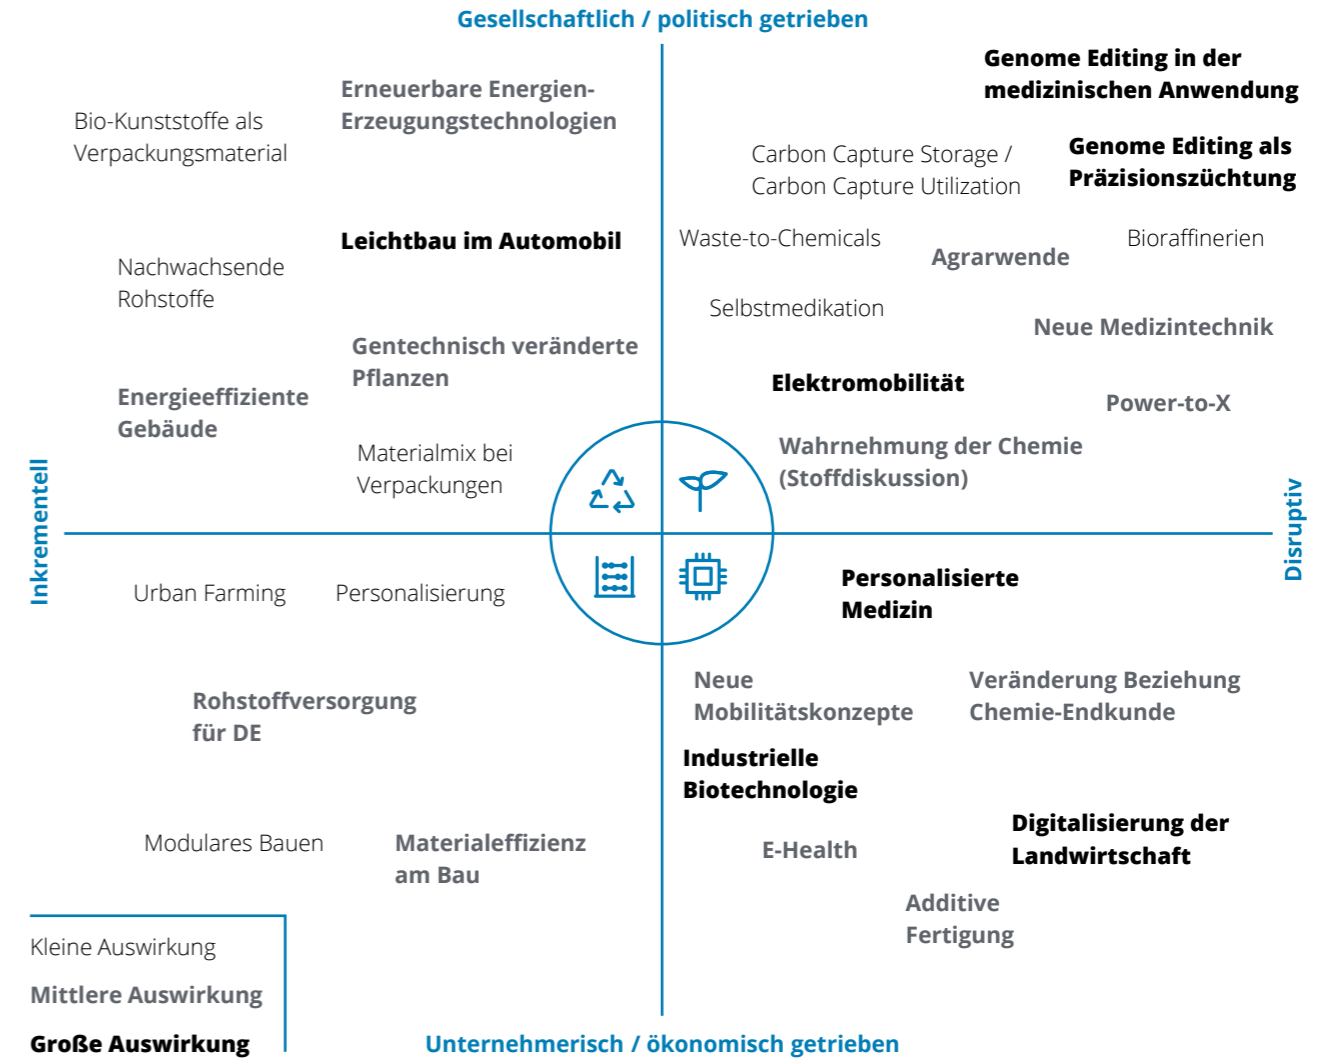 Gesellschaftlich / politisch getrieben
Genome Editing in der
medizinischen Anwendung
Erneuerbare Energien-
Erzeugungstechnologien
Bio-Kunststoffe als
Verpackungsmaterial
Carbon Capture Storage /
Carbon Capture Utilization
Genome Editing als
Präzisionszüchtung
Leichtbau im Automobil
Waste-to-Chemicals
Agrarwende
Bioraffinerien
Nachwachsende
Rohstoffe
Selbstmedikation
Neue Medizintechnik
Gentechnisch veränderte
Pflanzen
Elektromobilität
Power-to-X
Energieeffiziente
Gebäude
Wahrnehmung der Chemie
(Stoffdiskussion)
Materialmix bei
Verpackungen
Inkrementell
Disruptiv
Urban Farming
Personalisierung
Personalisierte
Medizin
Rohstoffversorgung
für DE
Neue
Mobilitätskonzepte
Veränderung Beziehung
Chemie-Endkunde
Industrielle
Biotechnologie
Modulares Bauen
Materialeffizienz
am Bau
E-Health
Digitalisierung der
Landwirtschaft
Additive
Fertigung
Kleine Auswirkung
Mittlere Auswirkung
Große Auswirkung
Unternehmerisch / ökonomisch getrieben